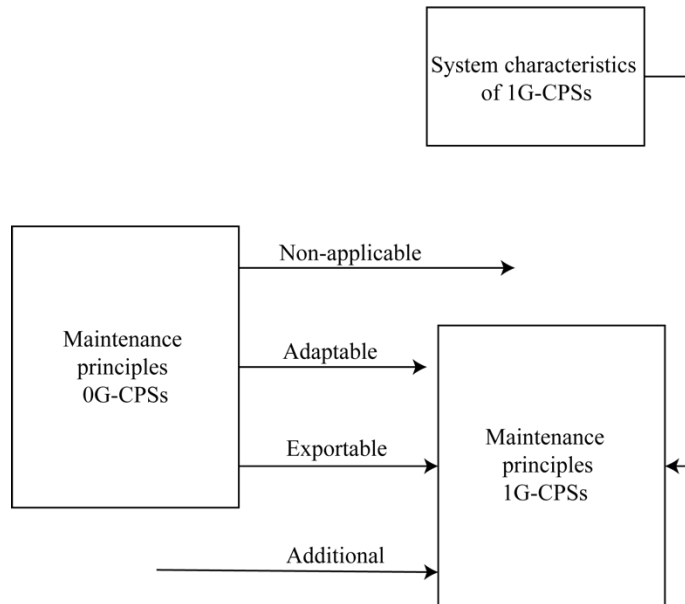 System characteristics
of 1G-CPSs
Non-applicable
Maintenance
principles
0G-CPSs
Adaptable
Exportable
Maintenance
principles
1G-CPSs
Additional